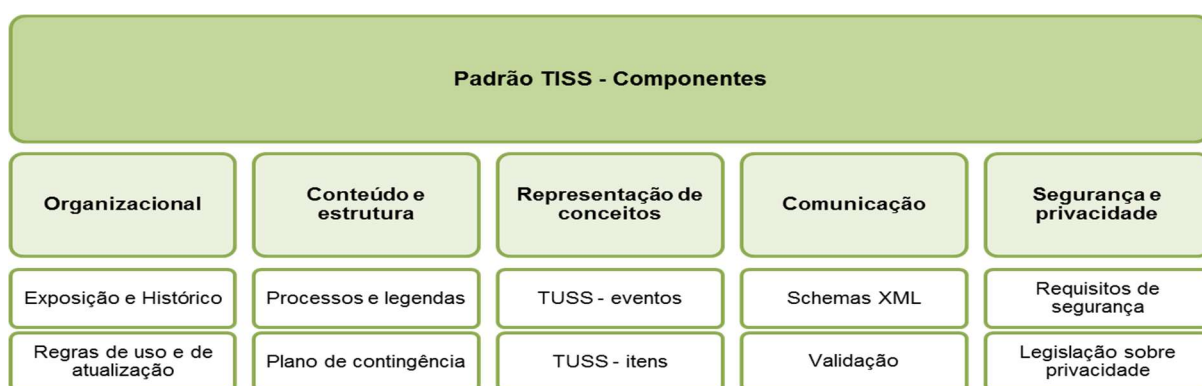 Padrão TISS - Componentes
Organizacional
Conteúdo e
estrutura
Representação de
conceitos
Comunicação
Segurança e
privacidade
Exposição e Histórico
Processos e legendas
TUSS - eventos
Schemas XML
Requisitos de
segurança
Regras de uso e de
atualização
Plano de contingência
TUSS - itens
Validação
Legislação sobre
privacidade